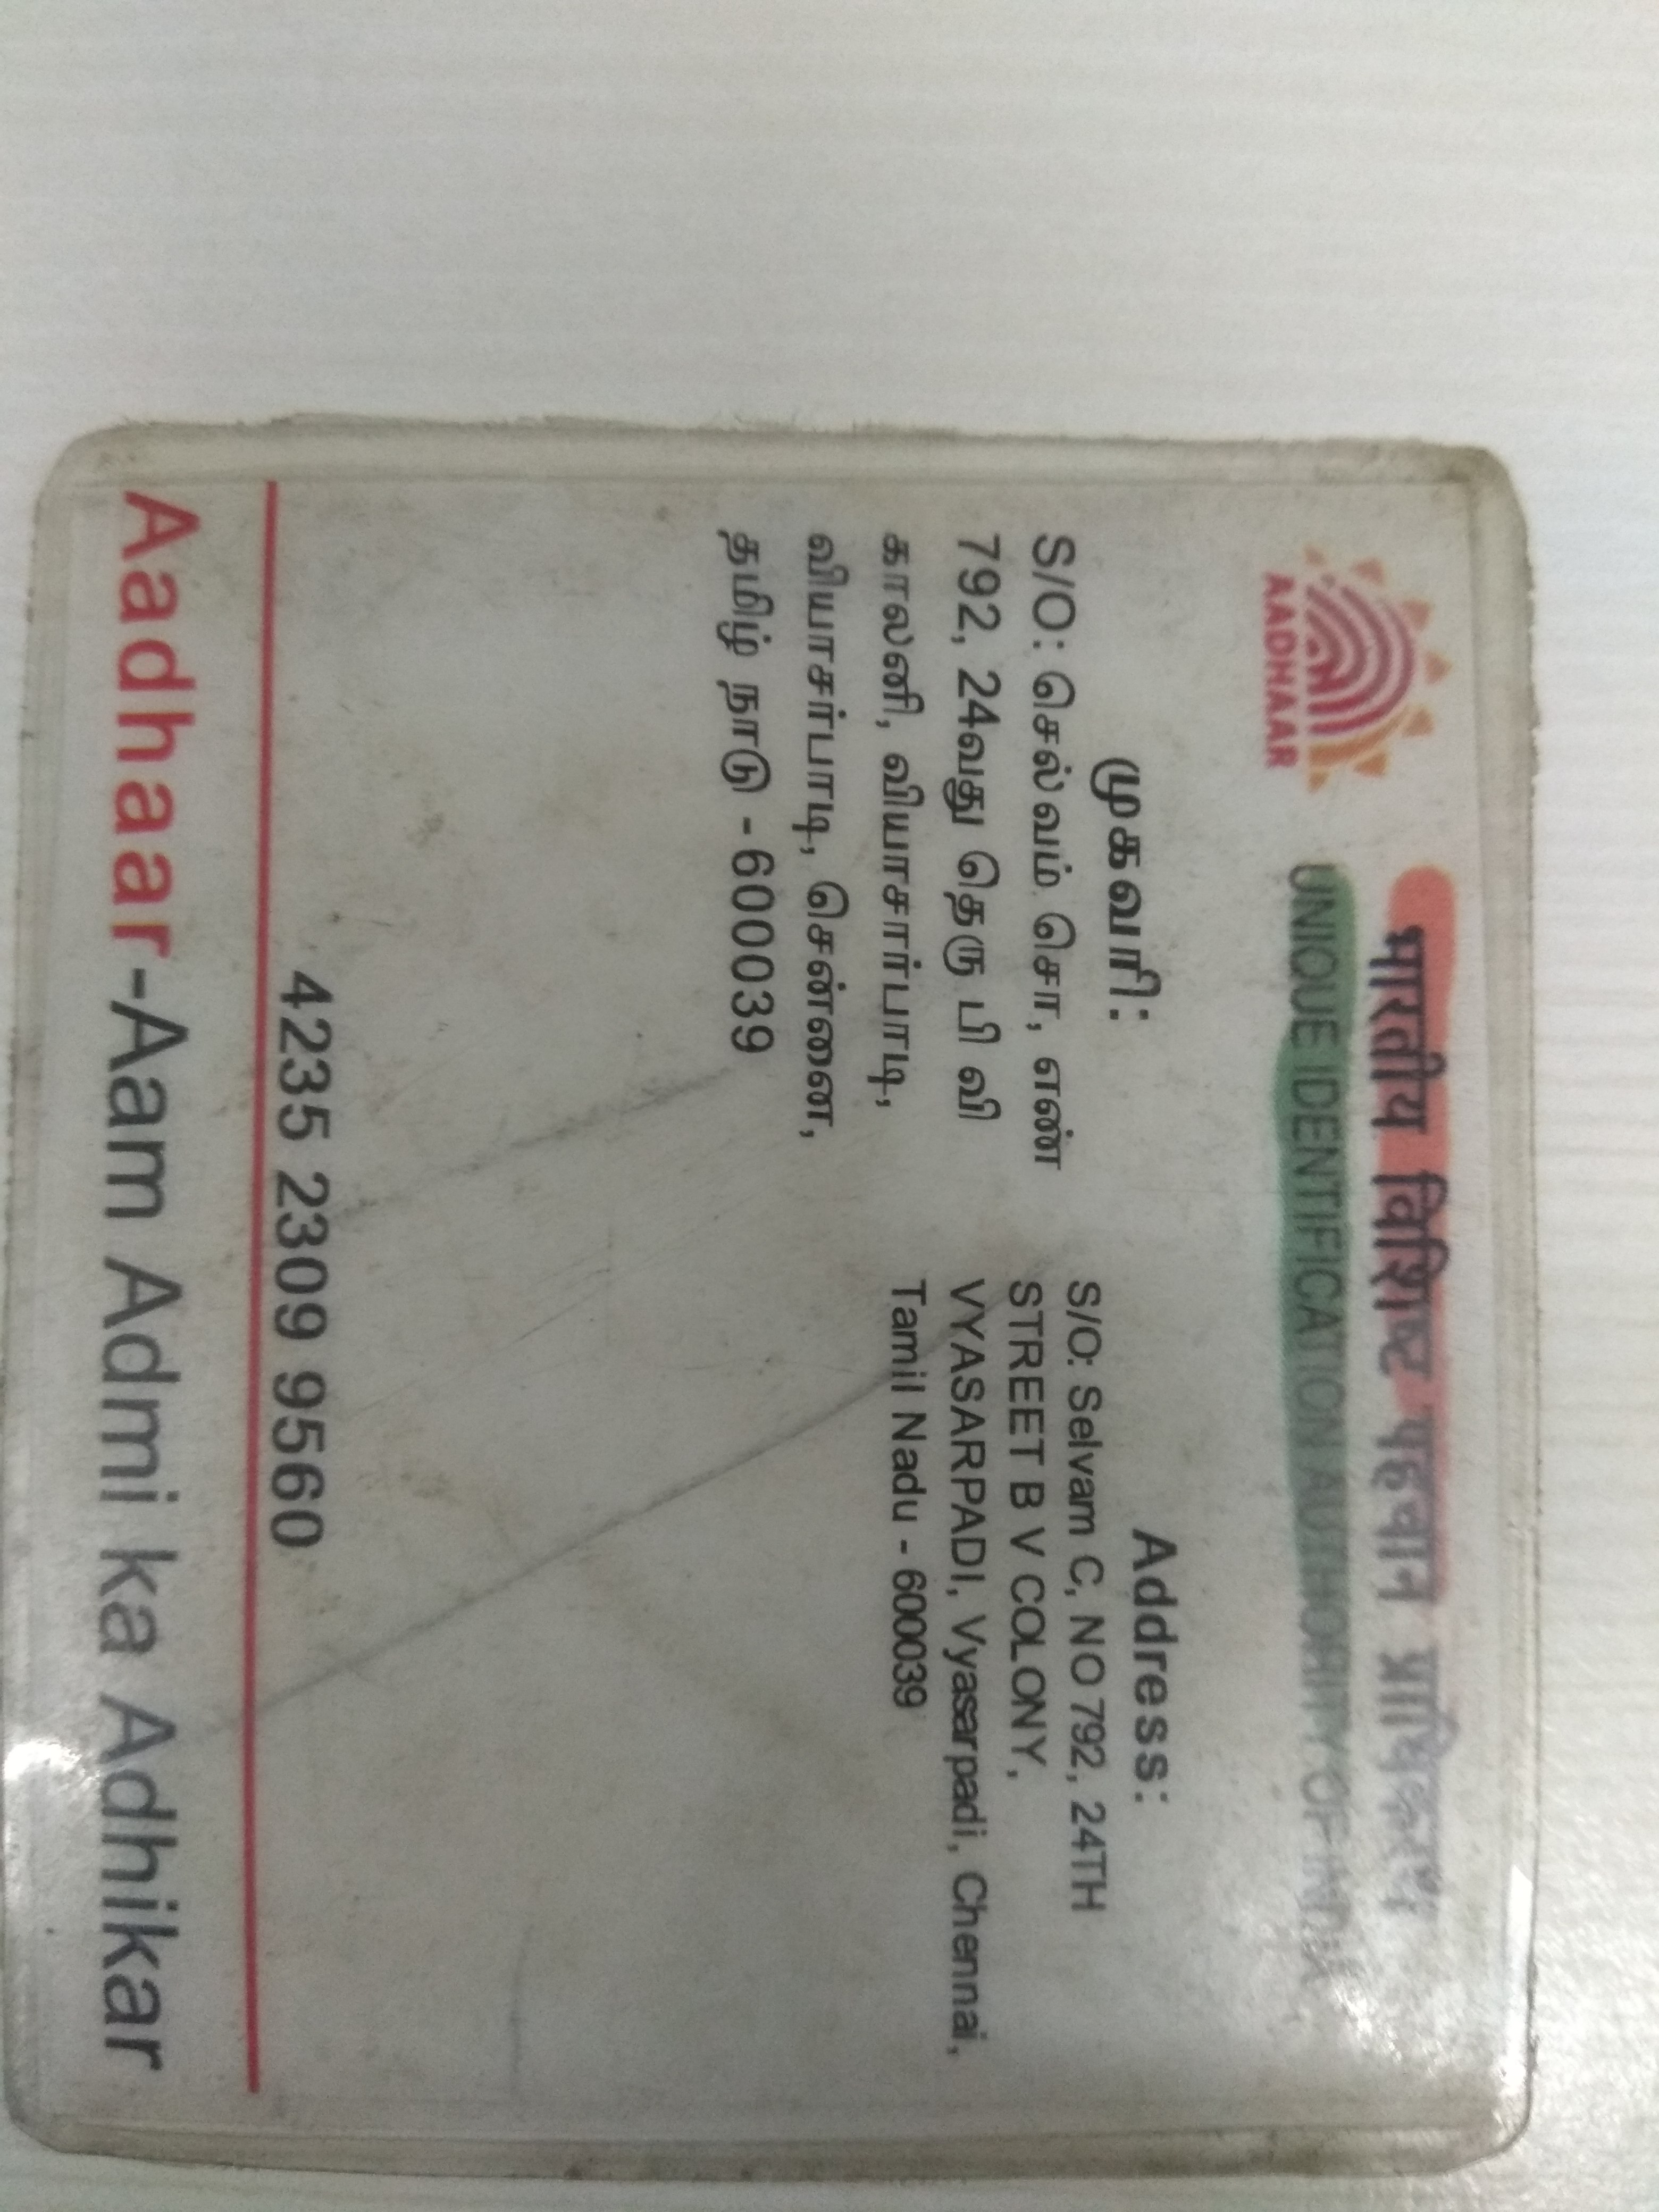 भारतीय विशिष्ट पहचान प्राधिकरण
UNIQUE IDENTIFICATION AUTHORITY OF INDIA
AADHAAR
முகவரி:
S/O: செல்வம் சொ, எண்
792, 24வது தெரு பி வி
காலனி, வியாசார்பாடி,
வியாசர்பாடி, சென்னை,
தமிழ் நாடு - 600039
Address:
S/O: Selvam C, NO 792, 24TH
STREET B V COLONY,
VYASARPADI, Vyasarpadi, Chennai,
Tamil Nadu - 600039
4235 2309 9560
Aadhaar-Aam Admi ka Adhikar